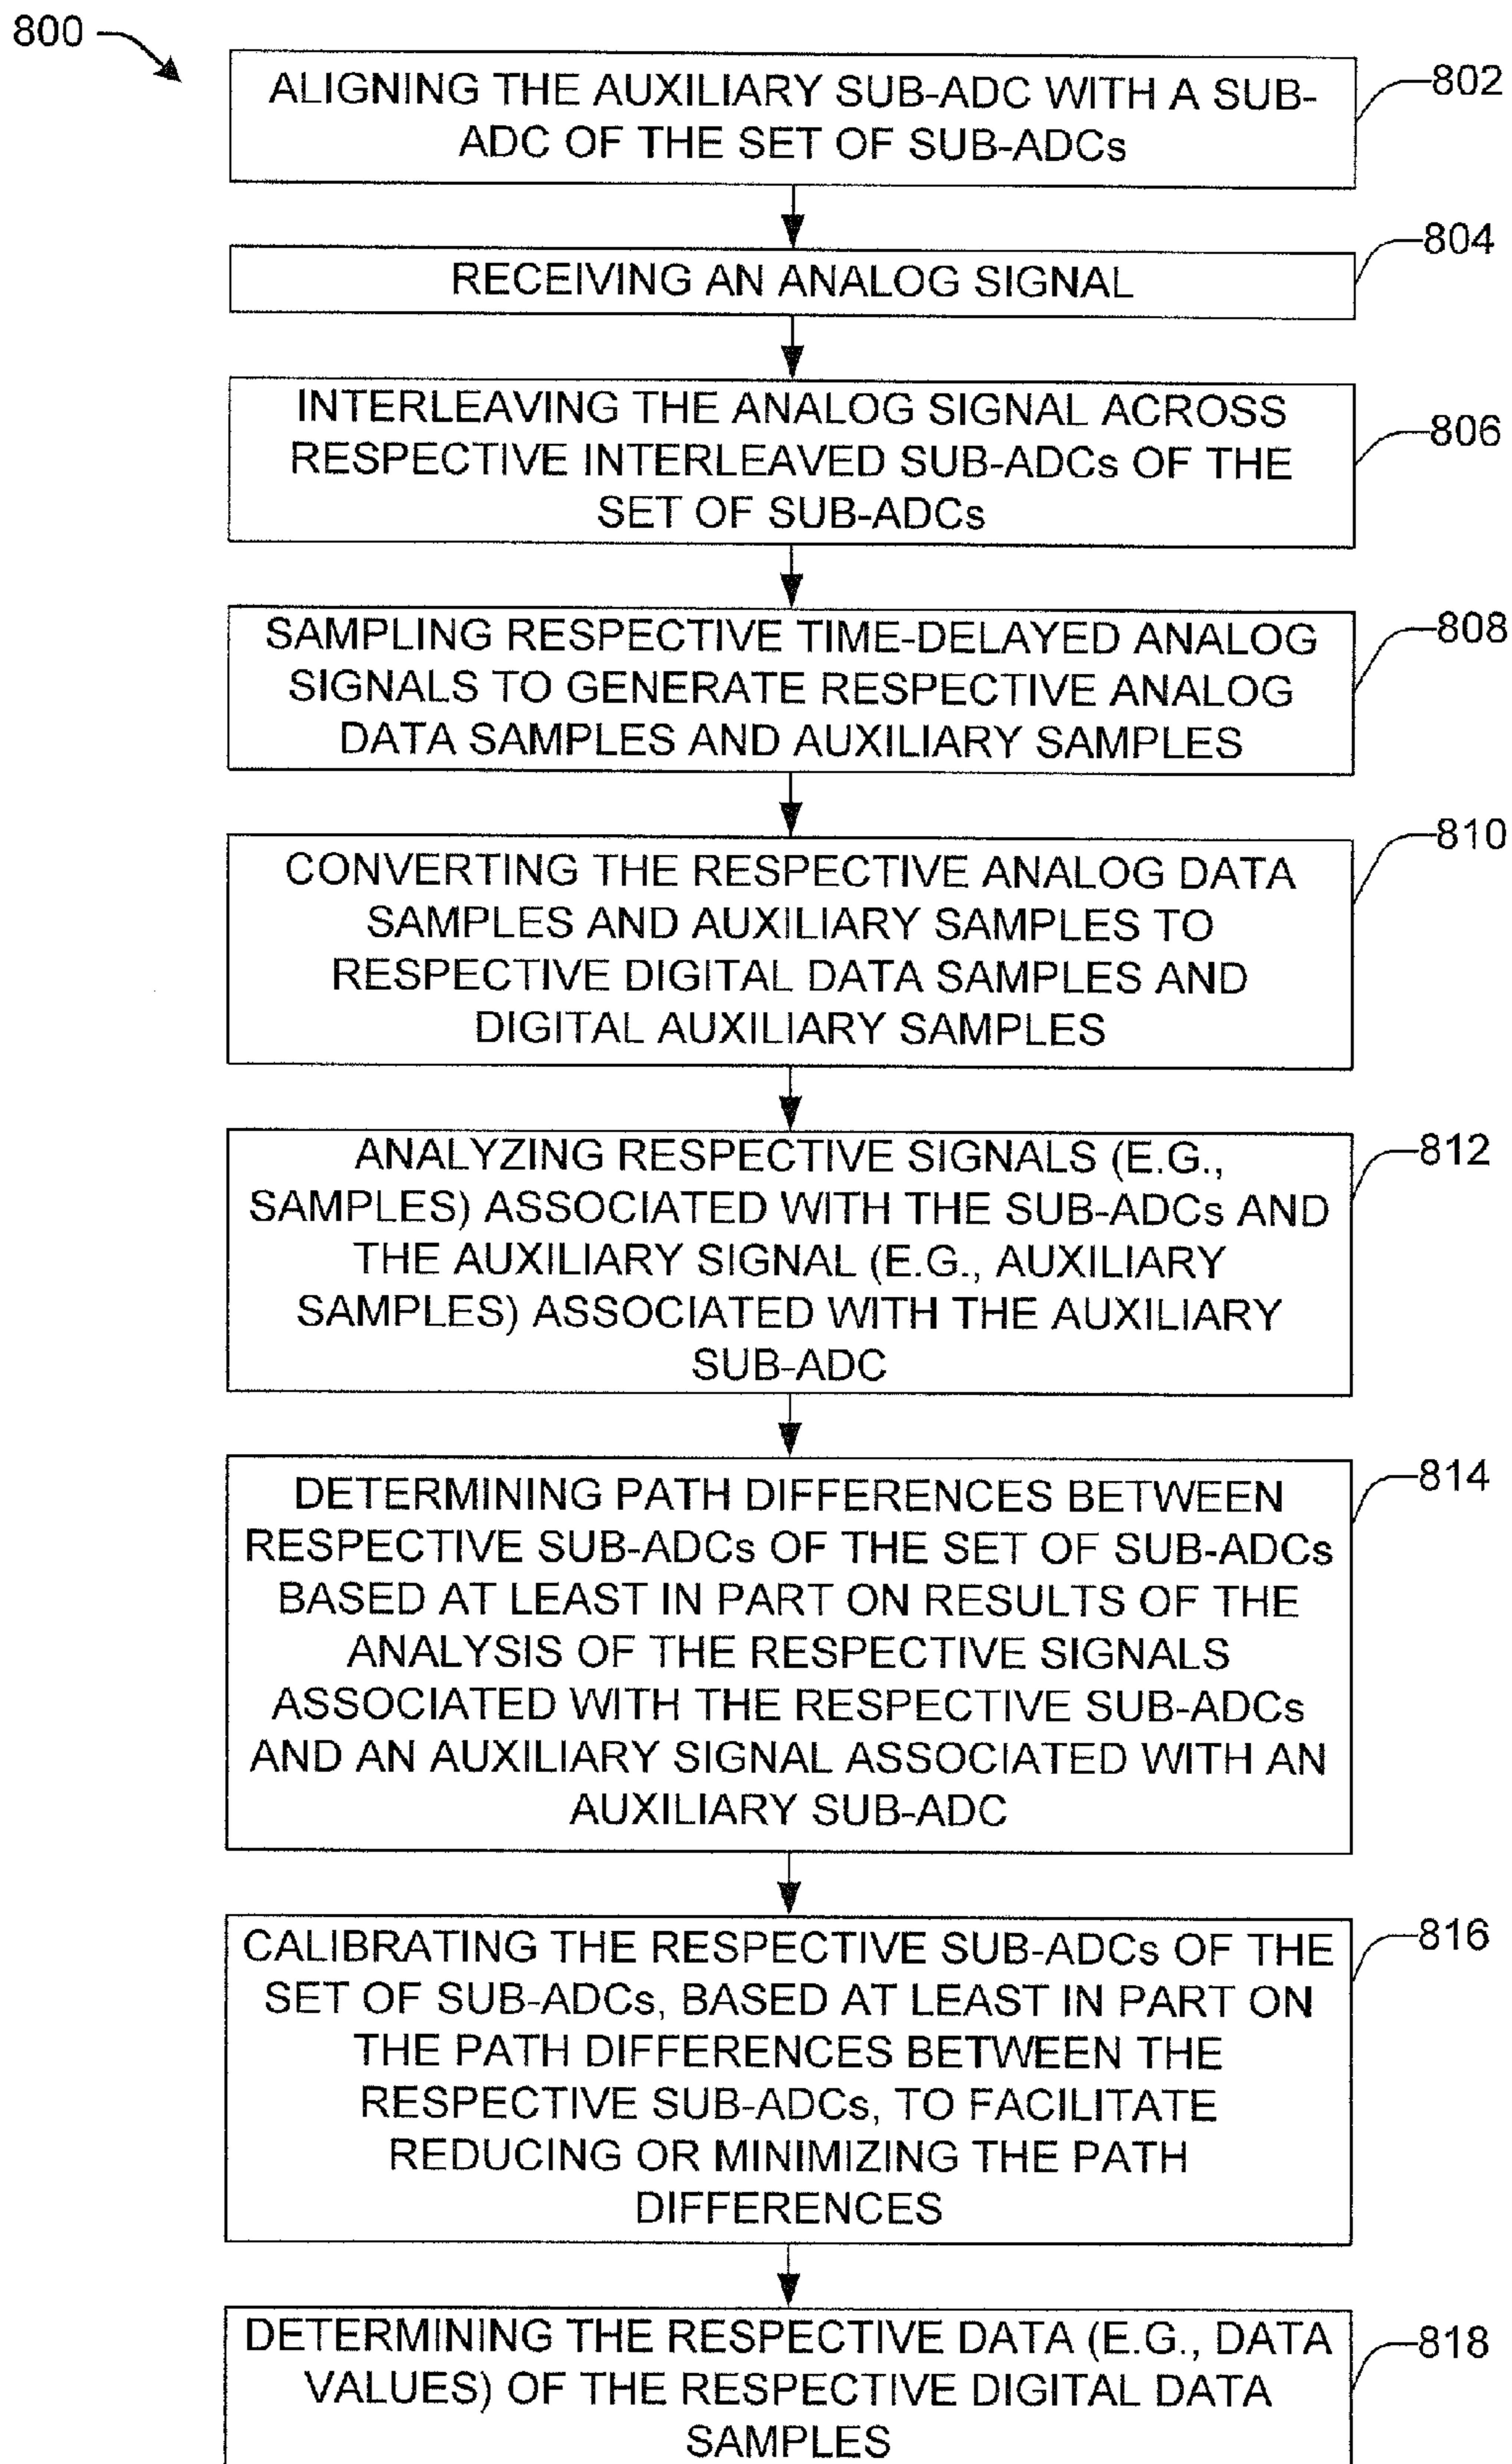 800
ALIGNING THE AUXILIARY SUB-ADC WITH A SUB-
ADC OF THE SET OF SUB-ADCs
802
RECEIVING AN ANALOG SIGNAL
804
INTERLEAVING THE ANALOG SIGNAL ACROSS
RESPECTIVE INTERLEAVED SUB-ADCs OF THE
SET OF SUB-ADCs
806
SAMPLING RESPECTIVE TIME-DELAYED ANALOG
SIGNALS TO GENERATE RESPECTIVE ANALOG
DATA SAMPLES AND AUXILIARY SAMPLES
808
CONVERTING THE RESPECTIVE ANALOG DATA
SAMPLES AND AUXILIARY SAMPLES TO
RESPECTIVE DIGITAL DATA SAMPLES AND
DIGITAL AUXILIARY SAMPLES
810
ANALYZING RESPECTIVE SIGNALS (E.G.,
SAMPLES) ASSOCIATED WITH THE SUB-ADCs AND
THE AUXILIARY SIGNAL (E.G., AUXILIARY
SAMPLES) ASSOCIATED WITH THE AUXILIARY
SUB-ADC
812
DETERMINING PATH DIFFERENCES BETWEEN
RESPECTIVE SUB-ADCs OF THE SET OF SUB-ADCs
BASED AT LEAST IN PART ON RESULTS OF THE
ANALYSIS OF THE RESPECTIVE SIGNALS
ASSOCIATED WITH THE RESPECTIVE SUB-ADCs
AND AN AUXILIARY SIGNAL ASSOCIATED WITH AN
AUXILIARY SUB-ADC
814
CALIBRATING THE RESPECTIVE SUB-ADCs OF THE
SET OF SUB-ADCs, BASED AT LEAST IN PART ON
THE PATH DIFFERENCES BETWEEN THE
RESPECTIVE SUB-ADCs, TO FACILITATE
REDUCING OR MINIMIZING THE PATH
DIFFERENCES
816
DETERMINING THE RESPECTIVE DATA (E.G., DATA
VALUES) OF THE RESPECTIVE DIGITAL DATA
SAMPLES
818